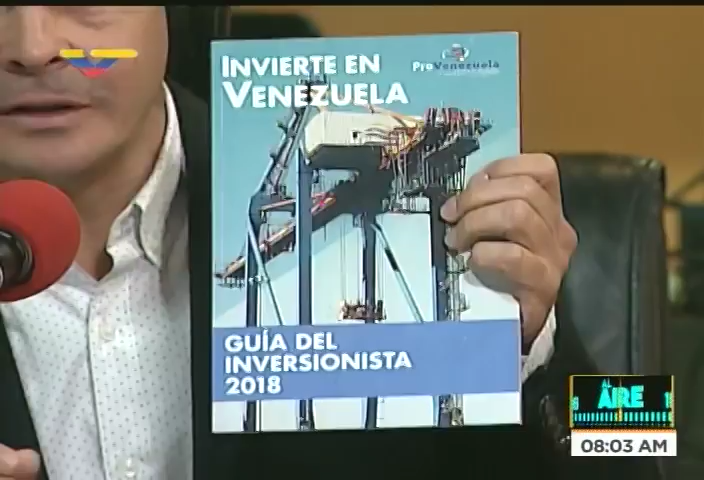 INVIERTE EN
VENEZUELA
ProVenezuela
GUÍA DEL
INVERSIONISTA
2018
AL
AIRE
08:03 AM